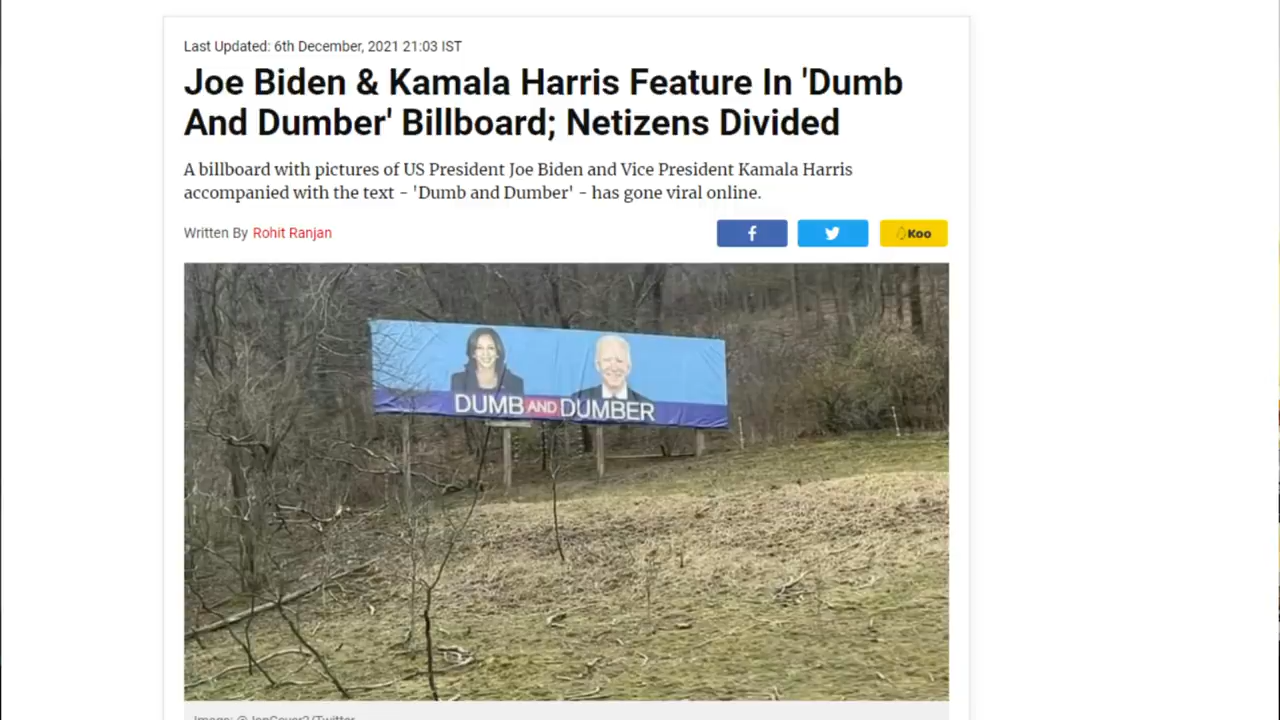 Last Updated: 6th December, 2021 21:03 IST
Joe Biden & Kamala Harris Feature In 'Dumb
And Dumber' Billboard; Netizens Divided
A billboard with pictures of US President Joe Biden and Vice President Kamala Harris
accompanied with the text - 'Dumb and Dumber' - has gone viral online.
Written By Rohit Ranjan
f
Koo
DUMB AND DUMBER